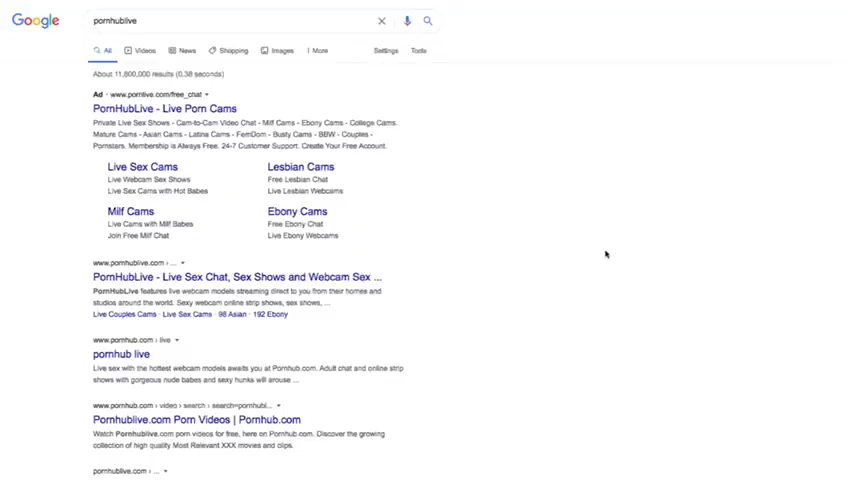 Google
pornhublive
All Videos News Shopping Images More Settings Tools
About 11,800,000 results (0.38 seconds)
Ad · www.pornlive.com/free_chat
PornHubLive - Live Porn Cams
Private Live Sex Shows - Cam-to-Cam Video Chat - Milf Cams - Ebony Cams - College Cams.
Mature Cams - Asian Cams - Latina Cams - FemDom - Busty Cams - BBW - Couples -
Pornstars. Membership is Always Free. 24-7 Customer Support. Create Your Free Account.
Live Sex Cams
Live Webcam Sex Shows
Live Sex Cams with Hot Babes
Lesbian Cams
Free Lesbian Chat
Live Lesbian Webcams
Milf Cams
Live Cams with Milf Babes
Join Free Milf Chat
Ebony Cams
Free Ebony Chat
Live Ebony Webcams
www.pornhublive.com › ...
PornHubLive - Live Sex Chat, Sex Shows and Webcam Sex ...
PornHubLive features live webcam models streaming direct to you from their homes and
studios around the world. Sexy webcam online strip shows, sex shows, ...
Live Couples Cams · Live Sex Cams · 98 Asian · 192 Ebony
www.pornhub.com › live
pornhub live
Live sex with the hottest webcam models awaits you at Pornhub.com. Adult chat and online strip
shows with gorgeous nude babes and sexy hunks will arouse ...
www.pornhub.com › video › search › search=pornhubl...
Pornhublive.com Porn Videos | Pornhub.com
Watch Pornhublive.com porn videos for free, here on Pornhub.com. Discover the growing
collection of high quality Most Relevant XXX movies and clips.
pornhublive.com › ...